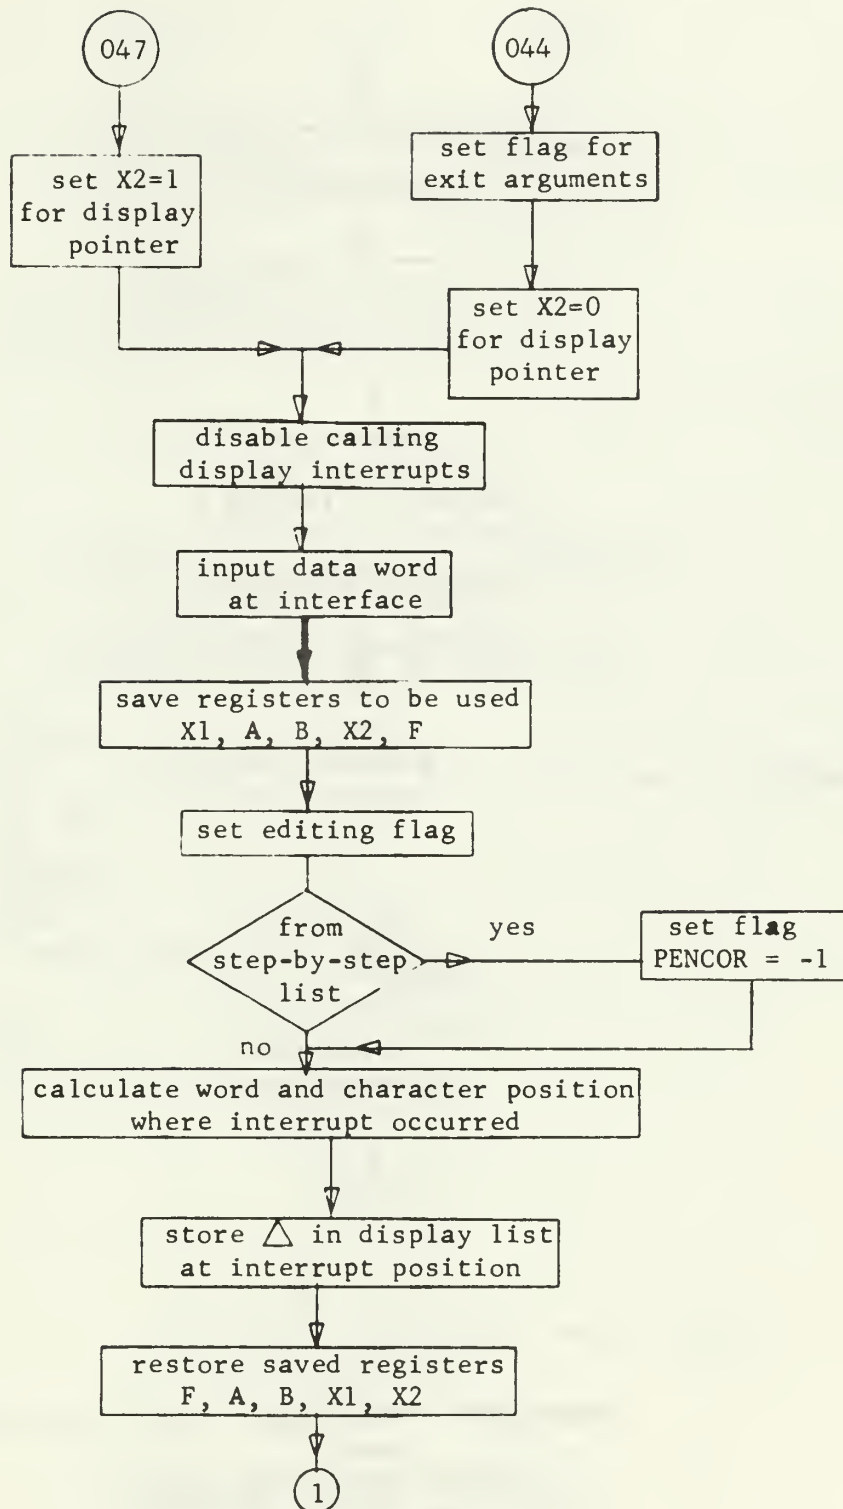 047
044
set X2=1
for display
pointer
set flag for
exit arguments
set X2=0
for display
pointer
disable calling
display interrupts
input data word
at interface
save registers to be used
X1, A, B, X2, F
set editing flag
from
step-by-step
list
yes
set flag
PENCOR = -1
no
calculate word and character position
where interrupt occurred
store △ in display list
at interrupt position
restore saved registers
F, A, B, X1, X2
1